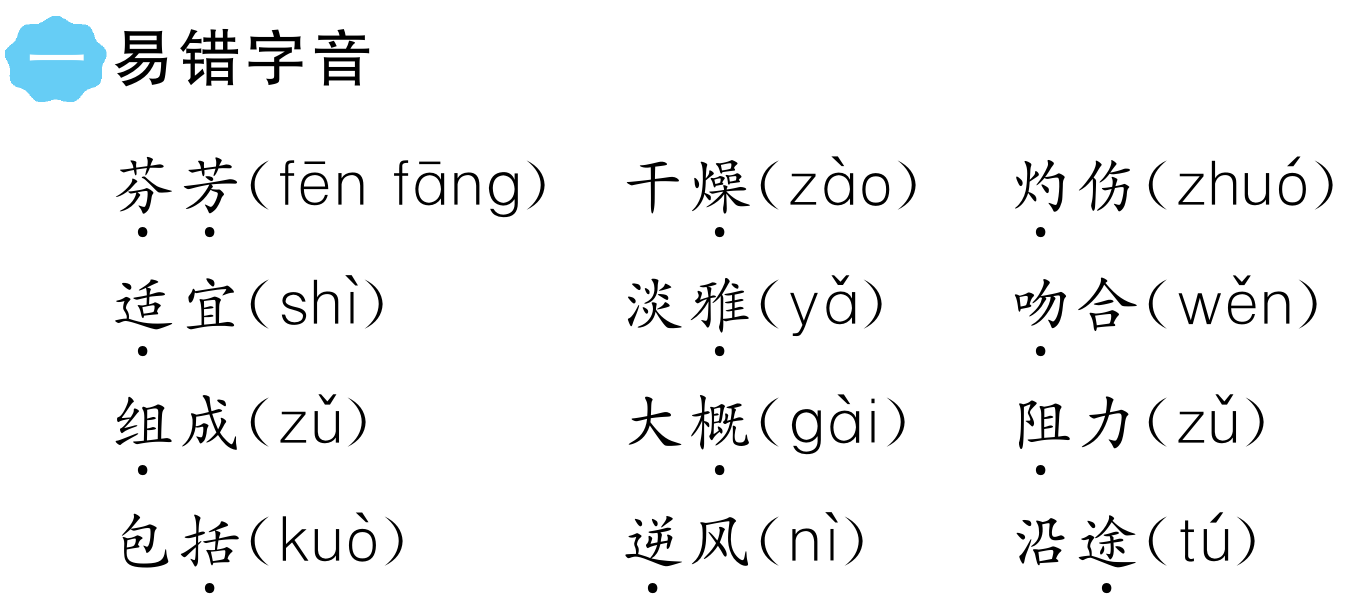 一 易错字音
芬芳(fēn fāng) 干燥(zào) 灼伤(zhuó)
适宜(shì) 淡雅(yǎ) 吻合(wěn)
组成(zǔ) 大概(gài) 阻力(zǔ)
包括(kuò) 逆风(nì) 沿途(tú)